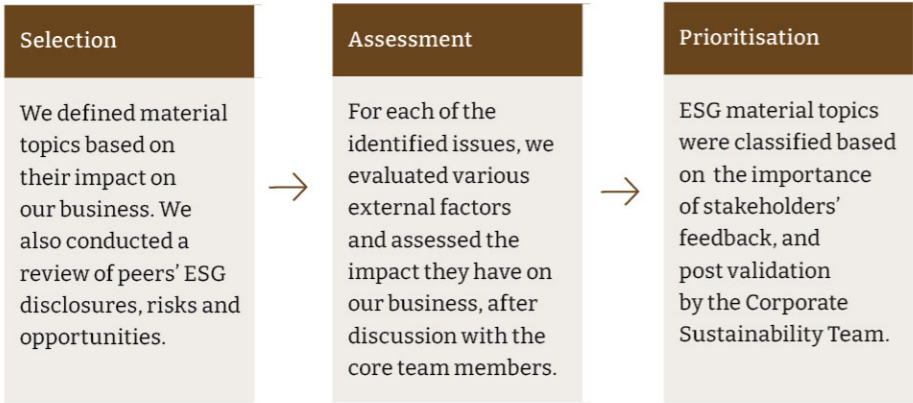 Selection
We defined material
topics based on
their impact on
our business. We
also conducted a
review of peers’ ESG
disclosures, risks and
opportunities.
Assessment
For each of the
identified issues, we
evaluated various
external factors
and assessed the
impact they have on
our business, after
discussion with the
core team members.
Prioritisation
ESG material topics
were classified based
on the importance
of stakeholders’
feedback, and
post validation
by the Corporate
Sustainability Team.